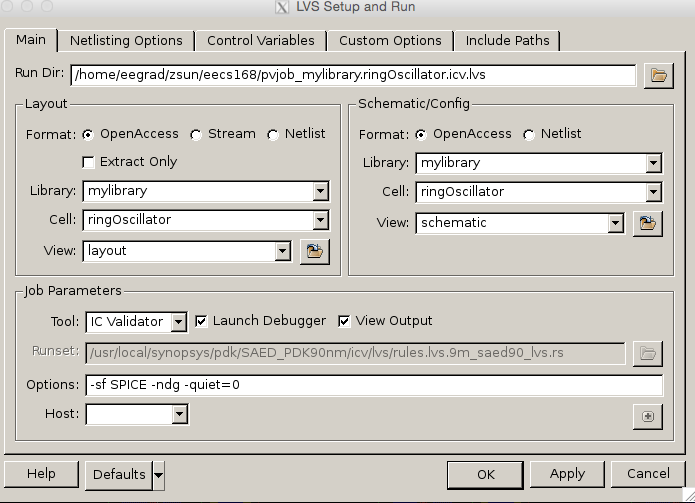 LVS Setup and Run
Main Netlisting Options Control Variables Custom Options Include Paths
Run Dir: /home/eegrad/zsun/eecs168/pvjob_mylibrary.ringOscillator.icv.lvs
Layout
Format: OpenAccess Stream Netlist
Extract Only
Library: mylibrary
Cell: ringOscillator
View: layout
Schematic/Config
Format: OpenAccess Netlist
Library: mylibrary
Cell: ringOscillator
View: schematic
Job Parameters
Tool: IC Validator Launch Debugger View Output
Runset: /usr/local/synopsys/pdk/SAED_PDK90nm/icv/lvs/rules.lvs.9m_saed90_lvs.rs
Options: -sf SPICE -ndg -quiet=0
Host:
Help Defaults OK Apply Cancel